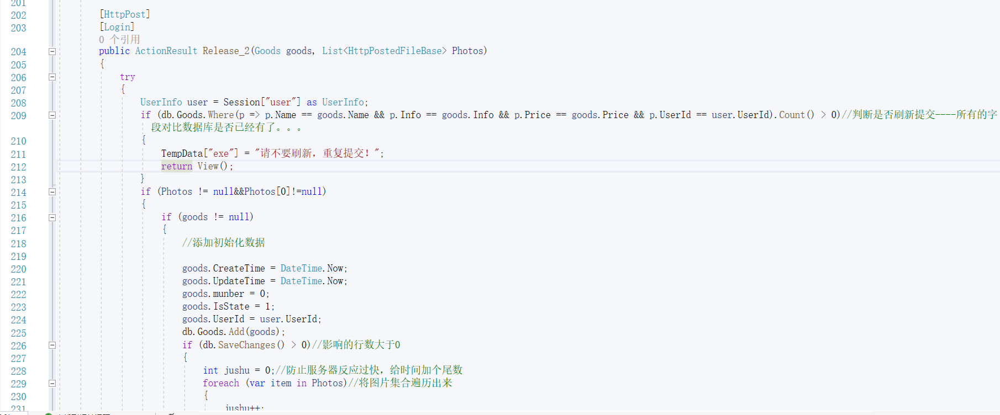 201
202 [HttpPost]
203 [Login]
0 个引用
204 public ActionResult Release_2(Goods goods, List<HttpPostedFileBase> Photos)
205 {
206 try
207 {
208 UserInfo user = Session["user"] as UserInfo;
209 if (db.Goods.Where(p => p.Name == goods.Name && p.Info == goods.Info && p.Price == goods.Price && p.UserId == user.UserId).Count() > 0)//判断是否刷新提交----所有的字
段对比数据库是否已经有了。。。
210 {
211 TempData["exe"] = "请不要刷新，重复提交！";
212 return View();
213 }
214 if (Photos != null&&Photos[0]!=null)
215 {
216 if (goods != null)
217 {
218 //添加初始化数据
219
220 goods.CreateTime = DateTime.Now;
221 goods.UpdateTime = DateTime.Now;
222 goods.munber = 0;
223 goods.IsState = 1;
224 goods.UserId = user.UserId;
225 db.Goods.Add(goods);
226 if (db.SaveChanges() > 0)//影响的行数大于0
227 {
228 int jushu = 0;//防止服务器反应过快，给时间加个尾数
229 foreach (var item in Photos)//将图片集合遍历出来
230 {
231 jushu++;